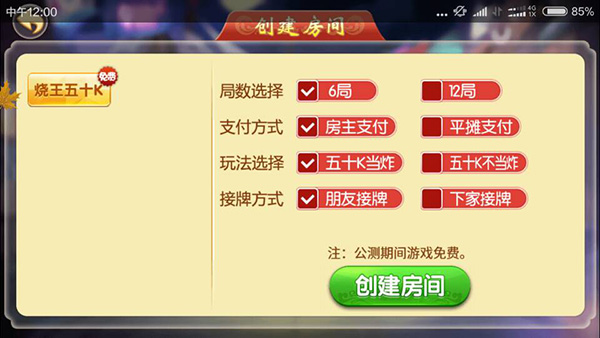 中午12:00
... 4G 1X 85%
创建房间
烧王五十K 免费
局数选择 6局 12局
支付方式 房主支付 平摊支付
玩法选择 五十K当炸 五十K不当炸
接牌方式 朋友接牌 下家接牌
注：公测期间游戏免费。
创建房间